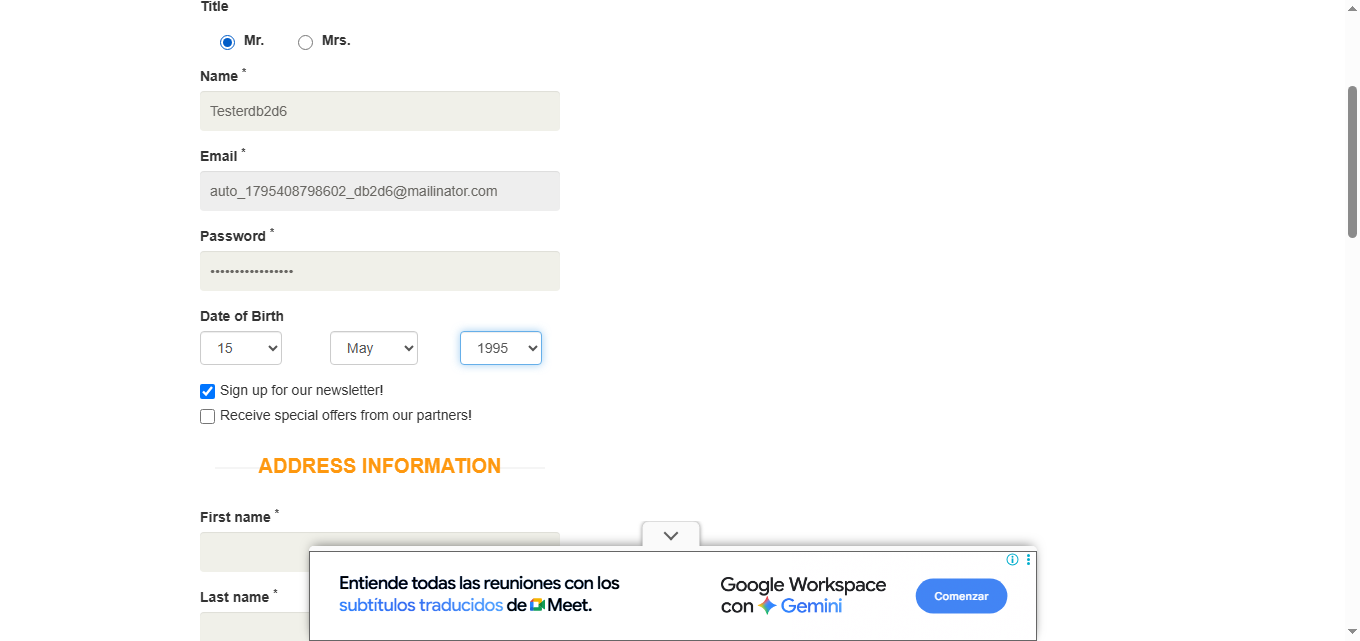 Title
Mr. Mrs.
Name *
Testerdb2d6
Email *
auto_1795408798602_db2d6@mailinator.com
Password *
•••••••••••••••••
Date of Birth
15 May 1995
Sign up for our newsletter!
Receive special offers from our partners!
ADDRESS INFORMATION
First name *
Last name *
Entiende todas las reuniones con los
subtítulos traducidos de Meet.
Google Workspace
con Gemini
Comenzar